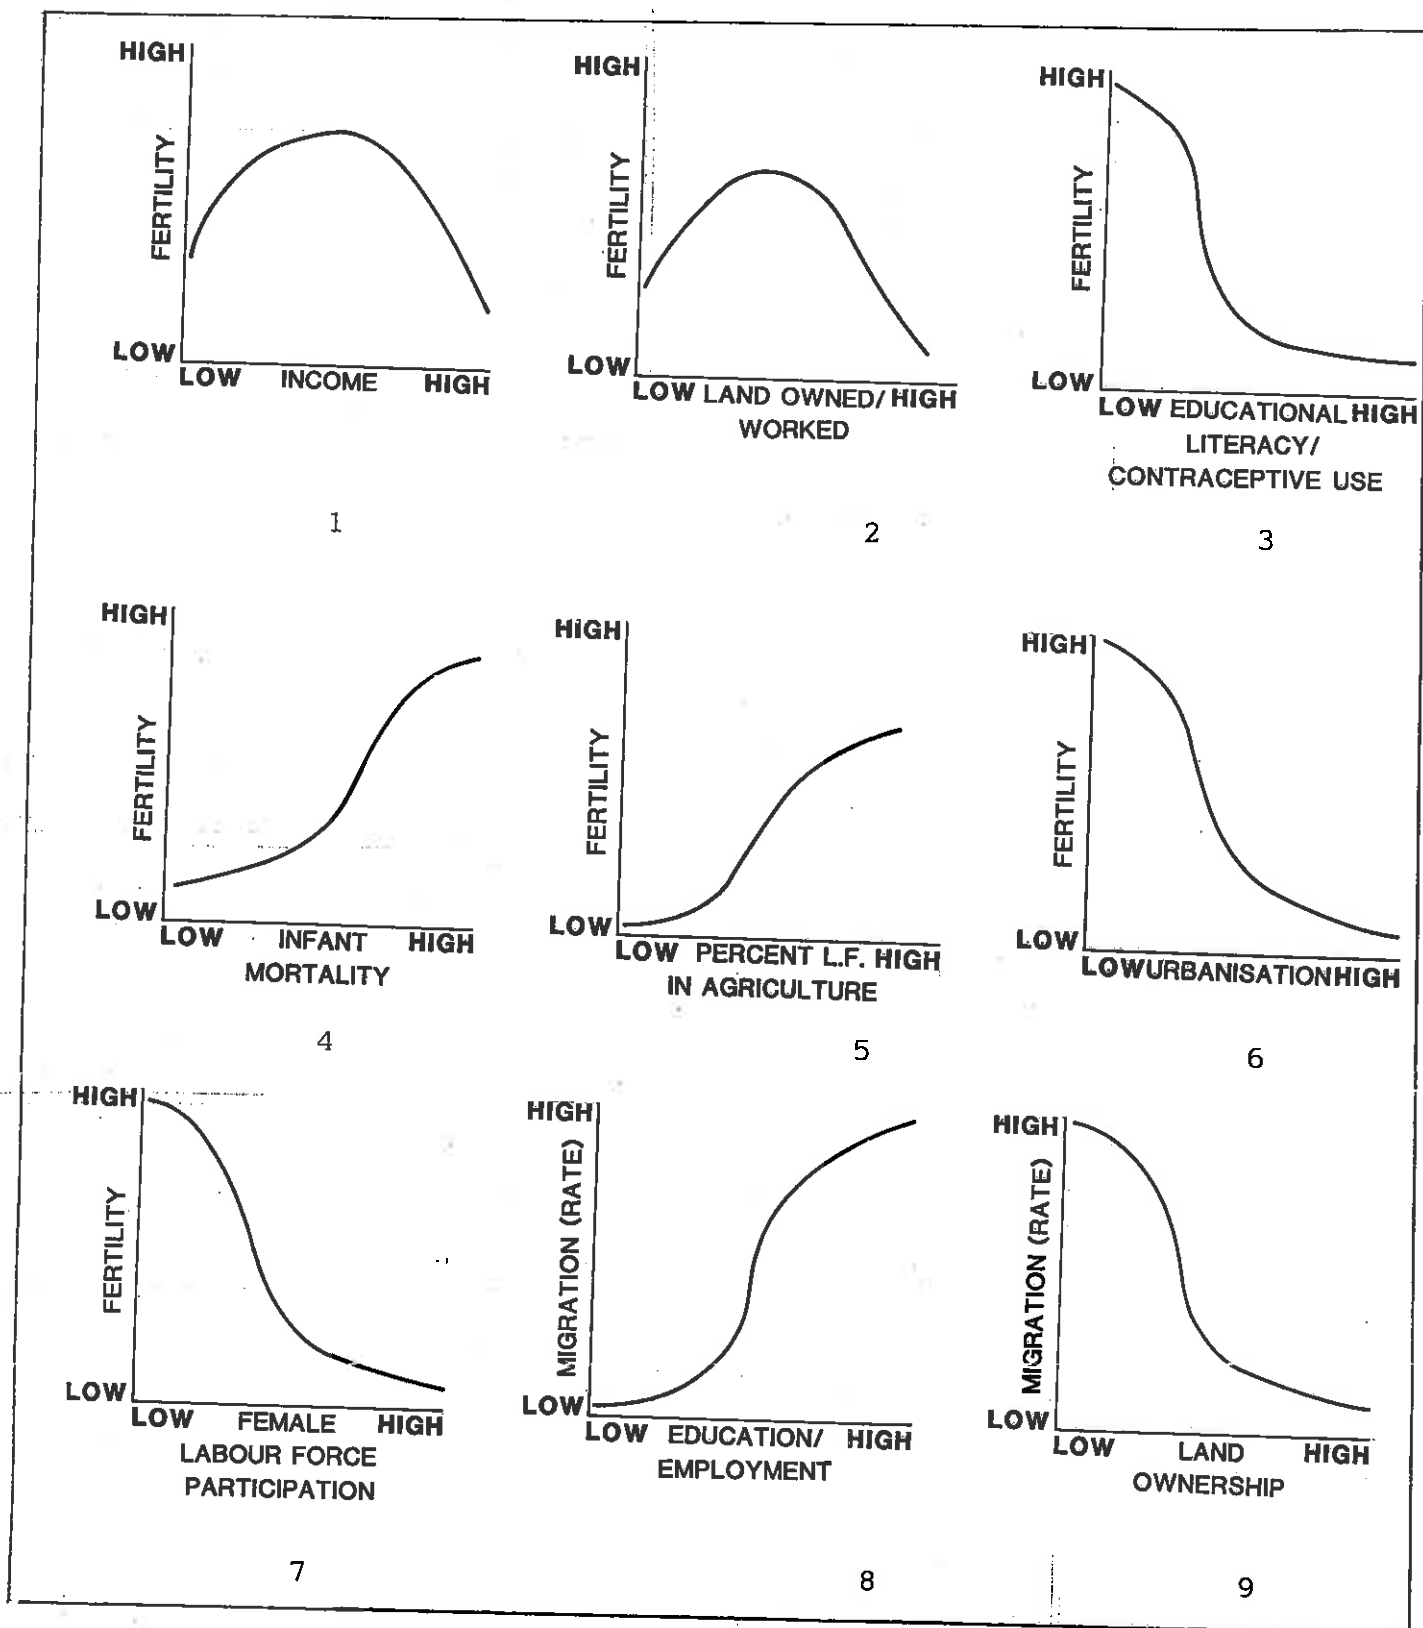 HIGH
FERTILITY
LOW
LOW INCOME HIGH
1
HIGH
FERTILITY
LOW
LOW LAND OWNED/ HIGH
WORKED
2
HIGH
FERTILITY
LOW
LOW EDUCATIONAL HIGH
LITERACY/
CONTRACEPTIVE USE
3
HIGH
FERTILITY
LOW
LOW INFANT HIGH
MORTALITY
4
HIGH
FERTILITY
LOW
LOW PERCENT L.F. HIGH
IN AGRICULTURE
5
HIGH
FERTILITY
LOW
LOW URBANISATION HIGH
6
HIGH
FERTILITY
LOW
LOW FEMALE HIGH
LABOUR FORCE
PARTICIPATION
7
HIGH
MIGRATION (RATE)
LOW
LOW EDUCATION/ HIGH
EMPLOYMENT
8
HIGH
MIGRATION (RATE)
LOW
LOW LAND HIGH
OWNERSHIP
9